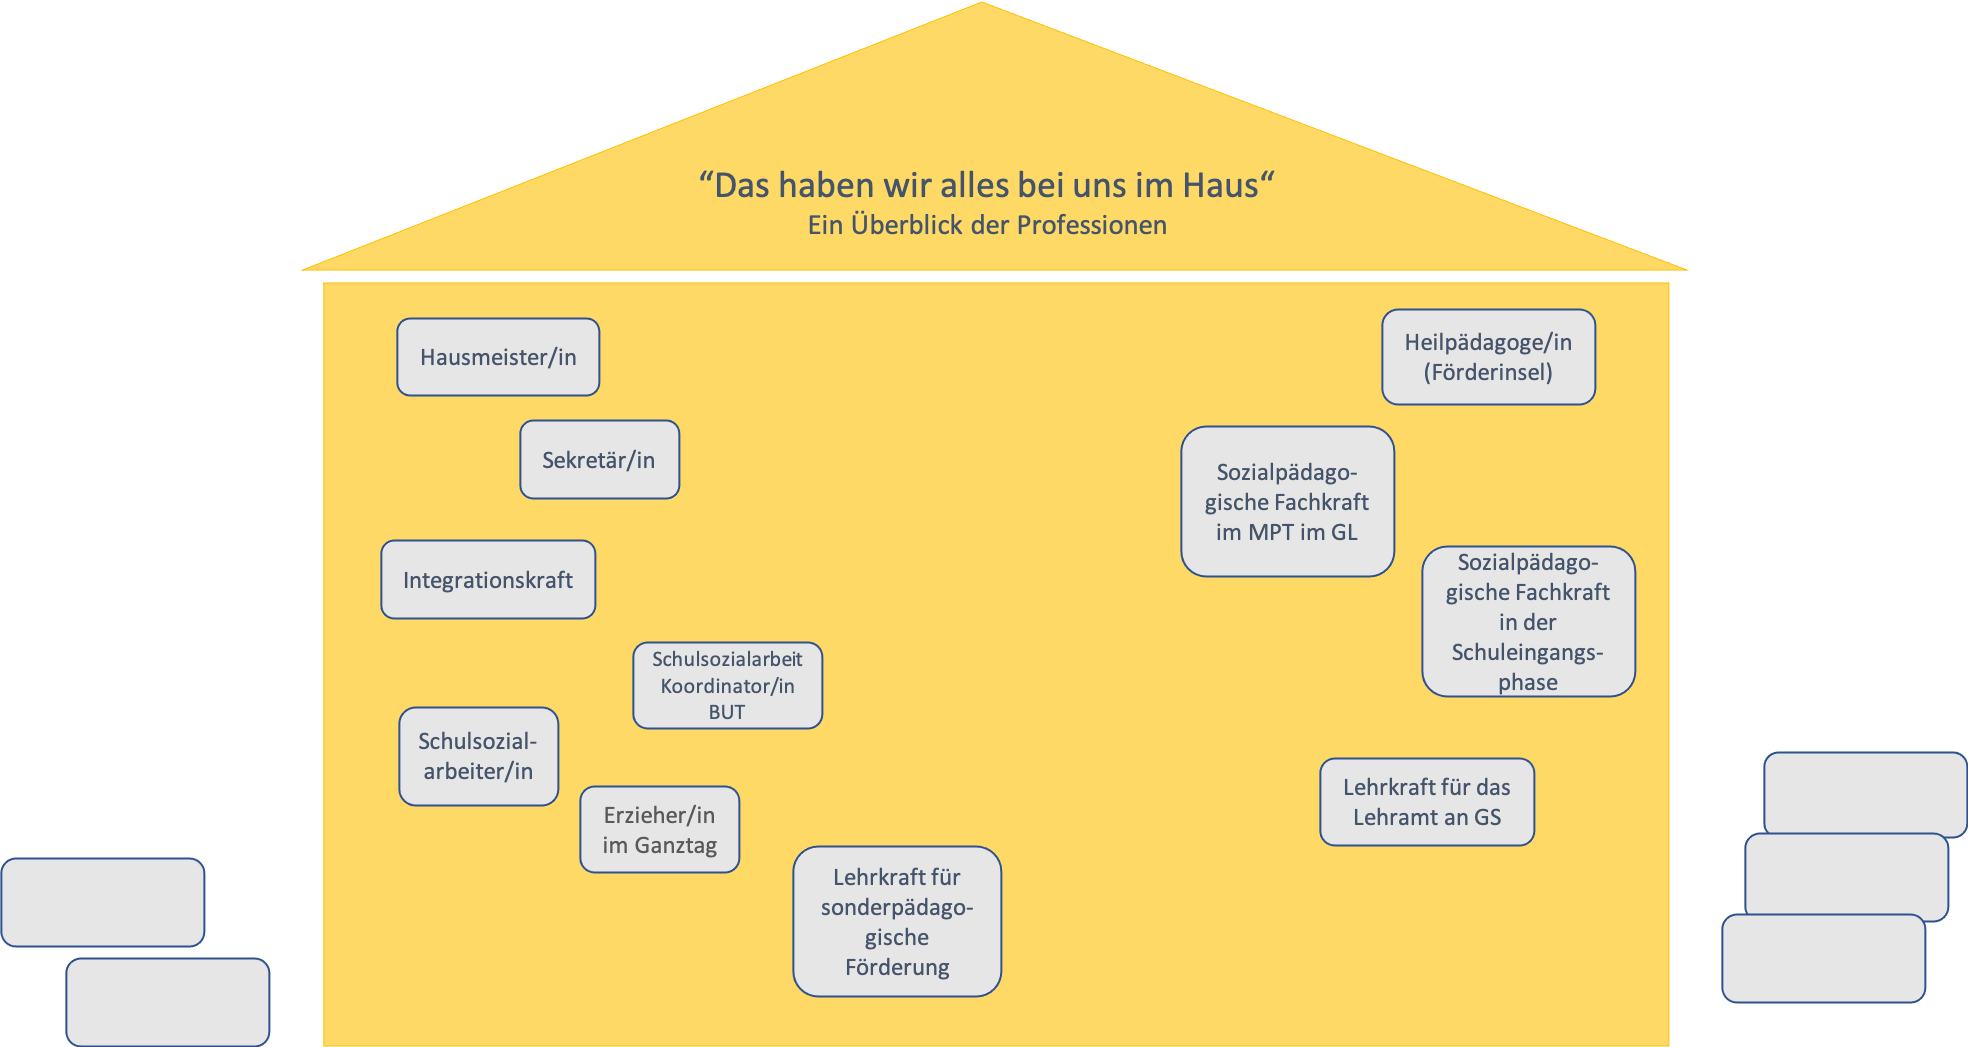 “Das haben wir alles bei uns im Haus“
Ein Überblick der Professionen
Hausmeister/in
Sekretär/in
Integrationskraft
Schulsozialarbeit
Koordinator/in
BUT
Schulsozial-
arbeiter/in
Erzieher/in
im Ganztag
Lehrkraft für
sonderpädago-
gische
Förderung
Heilpädagoge/in
(Förderinsel)
Sozialpädago-
gische Fachkraft
im MPT im GL
Sozialpädago-
gische Fachkraft
in der
Schuleingangs-
phase
Lehrkraft für das
Lehramt an GS